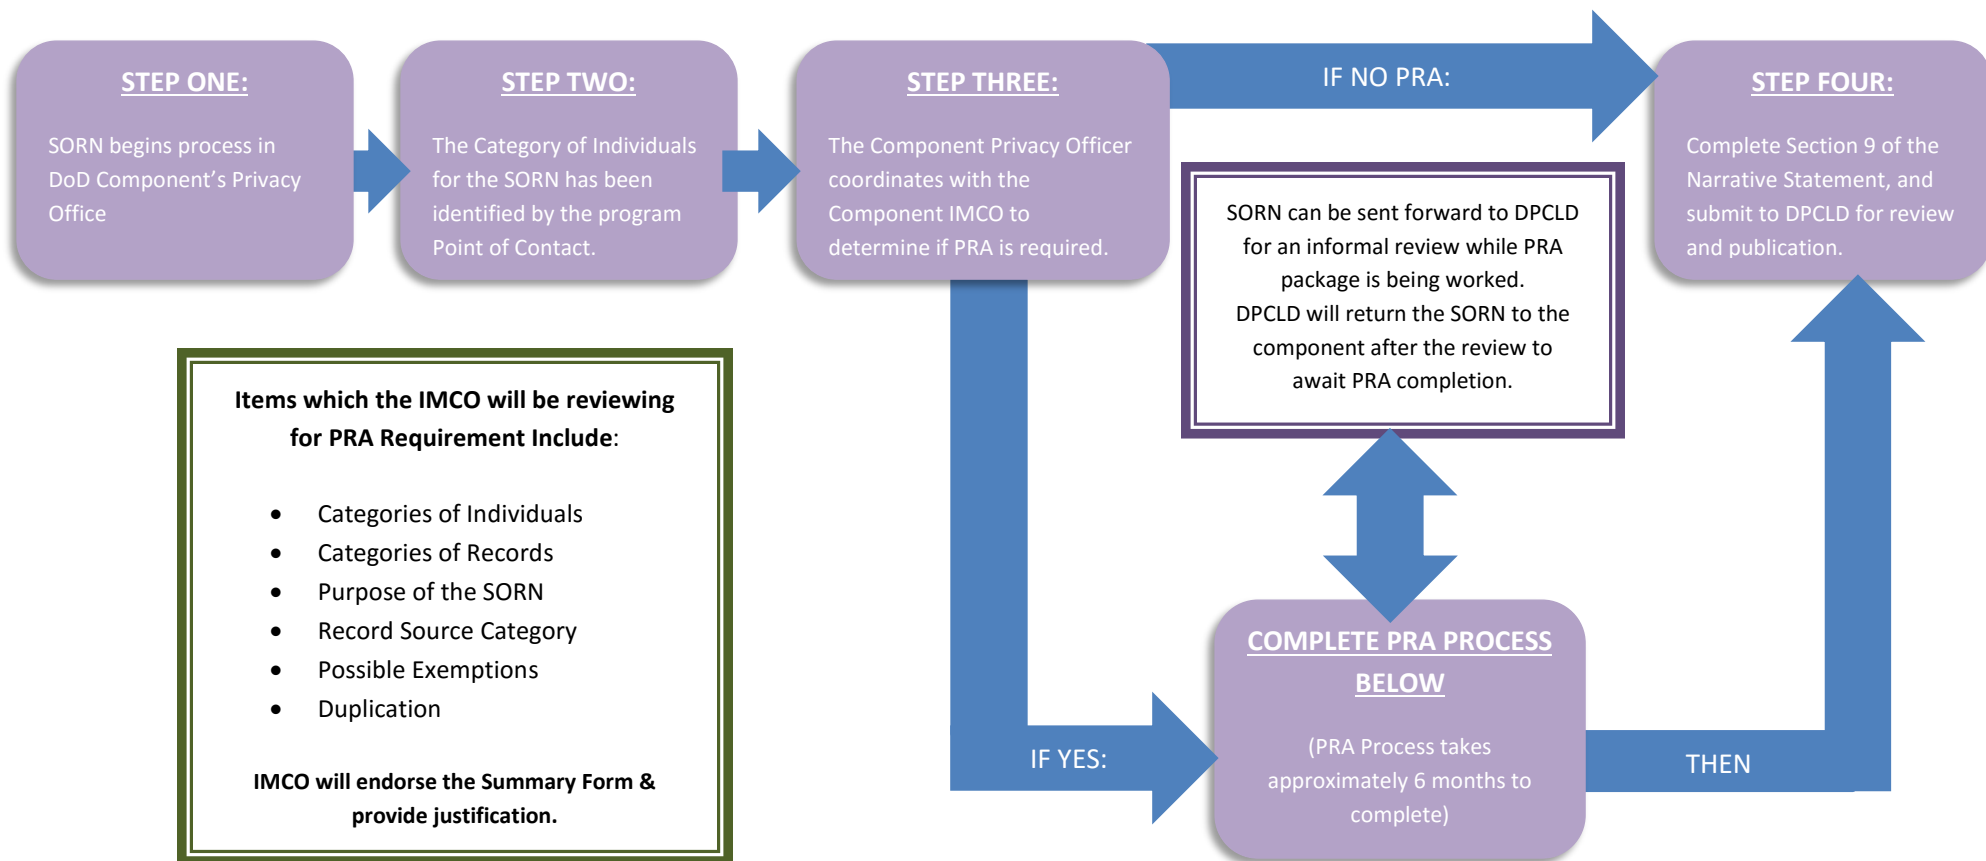 STEP ONE:
SORN begins process in
DoD Component’s Privacy
Office
STEP TWO:
The Category of Individuals
for the SORN has been
identified by the program
Point of Contact.
STEP THREE:
The Component Privacy Officer
coordinates with the
Component IMCO to
determine if PRA is required.
IF NO PRA:
STEP FOUR:
Complete Section 9 of the
Narrative Statement, and
submit to DPCLD for review
and publication.
SORN can be sent forward to DPCLD
for an informal review while PRA
package is being worked.
DPCLD will return the SORN to the
component after the review to
await PRA completion.
Items which the IMCO will be reviewing
for PRA Requirement Include:
• Categories of Individuals
• Categories of Records
• Purpose of the SORN
• Record Source Category
• Possible Exemptions
• Duplication
IMCO will endorse the Summary Form &
provide justification.
IF YES:
COMPLETE PRA PROCESS
BELOW
(PRA Process takes
approximately 6 months to
complete)
THEN